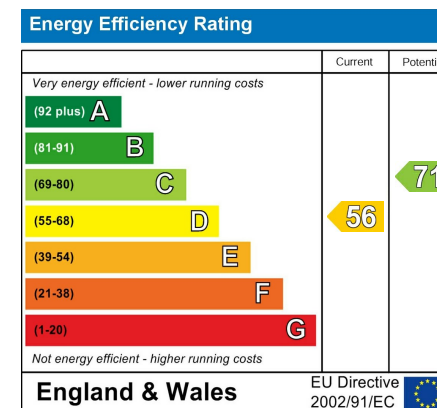 Energy Efficiency Rating
Current Potenti
Very energy efficient - lower running costs
(92 plus) A
(81-91) B
(69-80) C
71
(55-68) D
56
(39-54) E
(21-38) F
(1-20) G
Not energy efficient - higher running costs
England & Wales
EU Directive
2002/91/EC